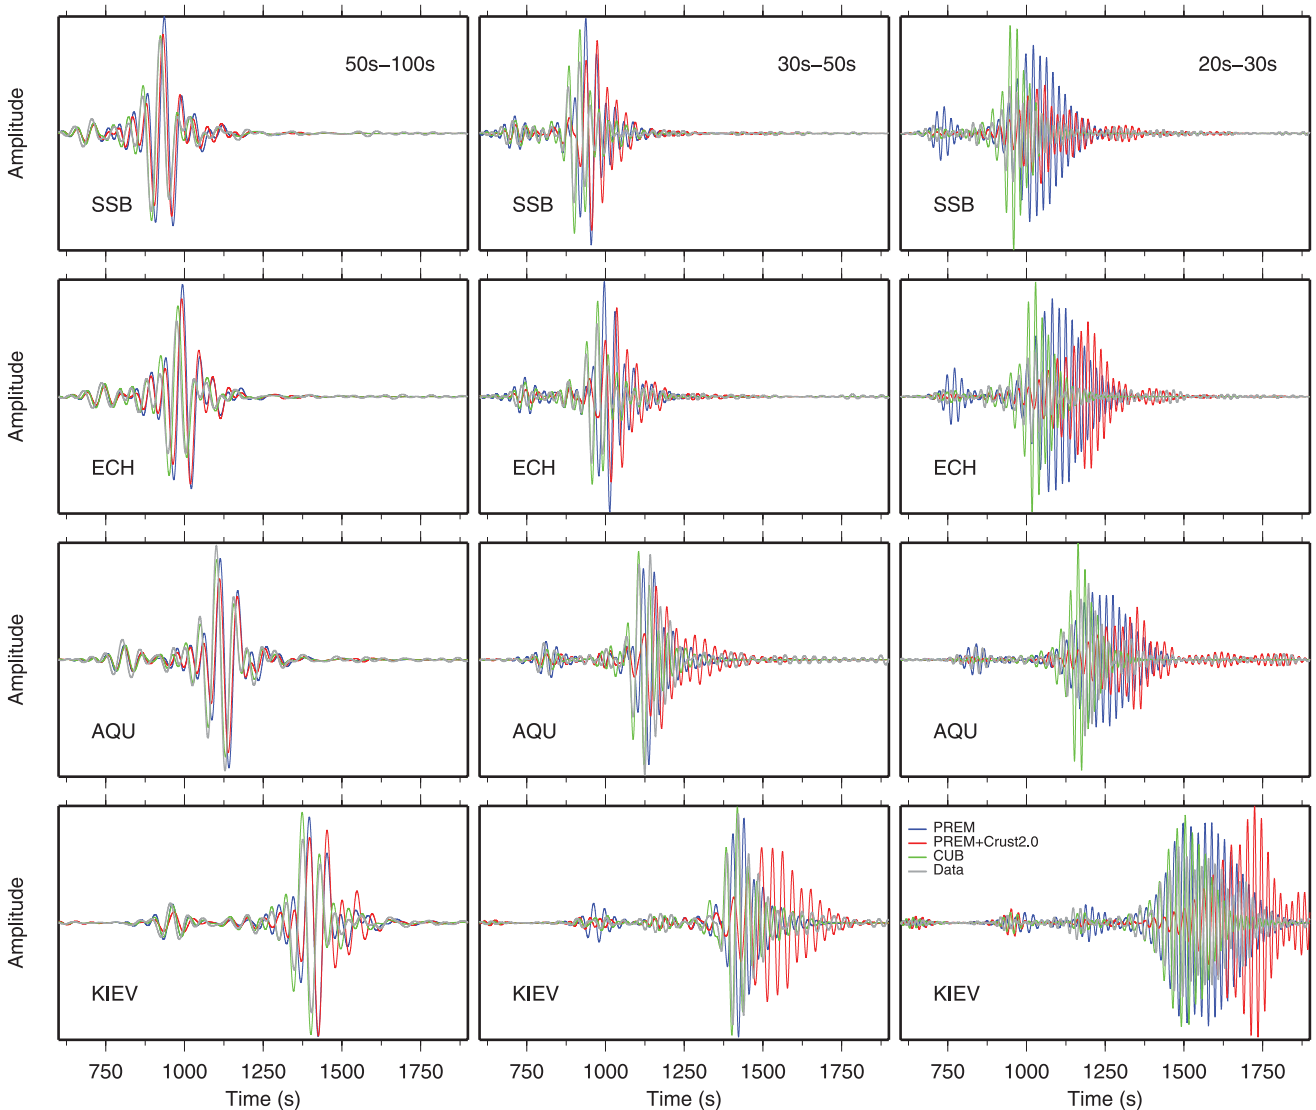 50s–100s
30s–50s
20s–30s
Amplitude
SSB
SSB
SSB
Amplitude
ECH
ECH
ECH
Amplitude
AQU
AQU
AQU
PREM
PREM+Crust2.0
CUB
Data
Amplitude
KIEV
KIEV
KIEV
750 1000 1250 1500 1750
750 1000 1250 1500 1750
750 1000 1250 1500 1750
Time (s)
Time (s)
Time (s)